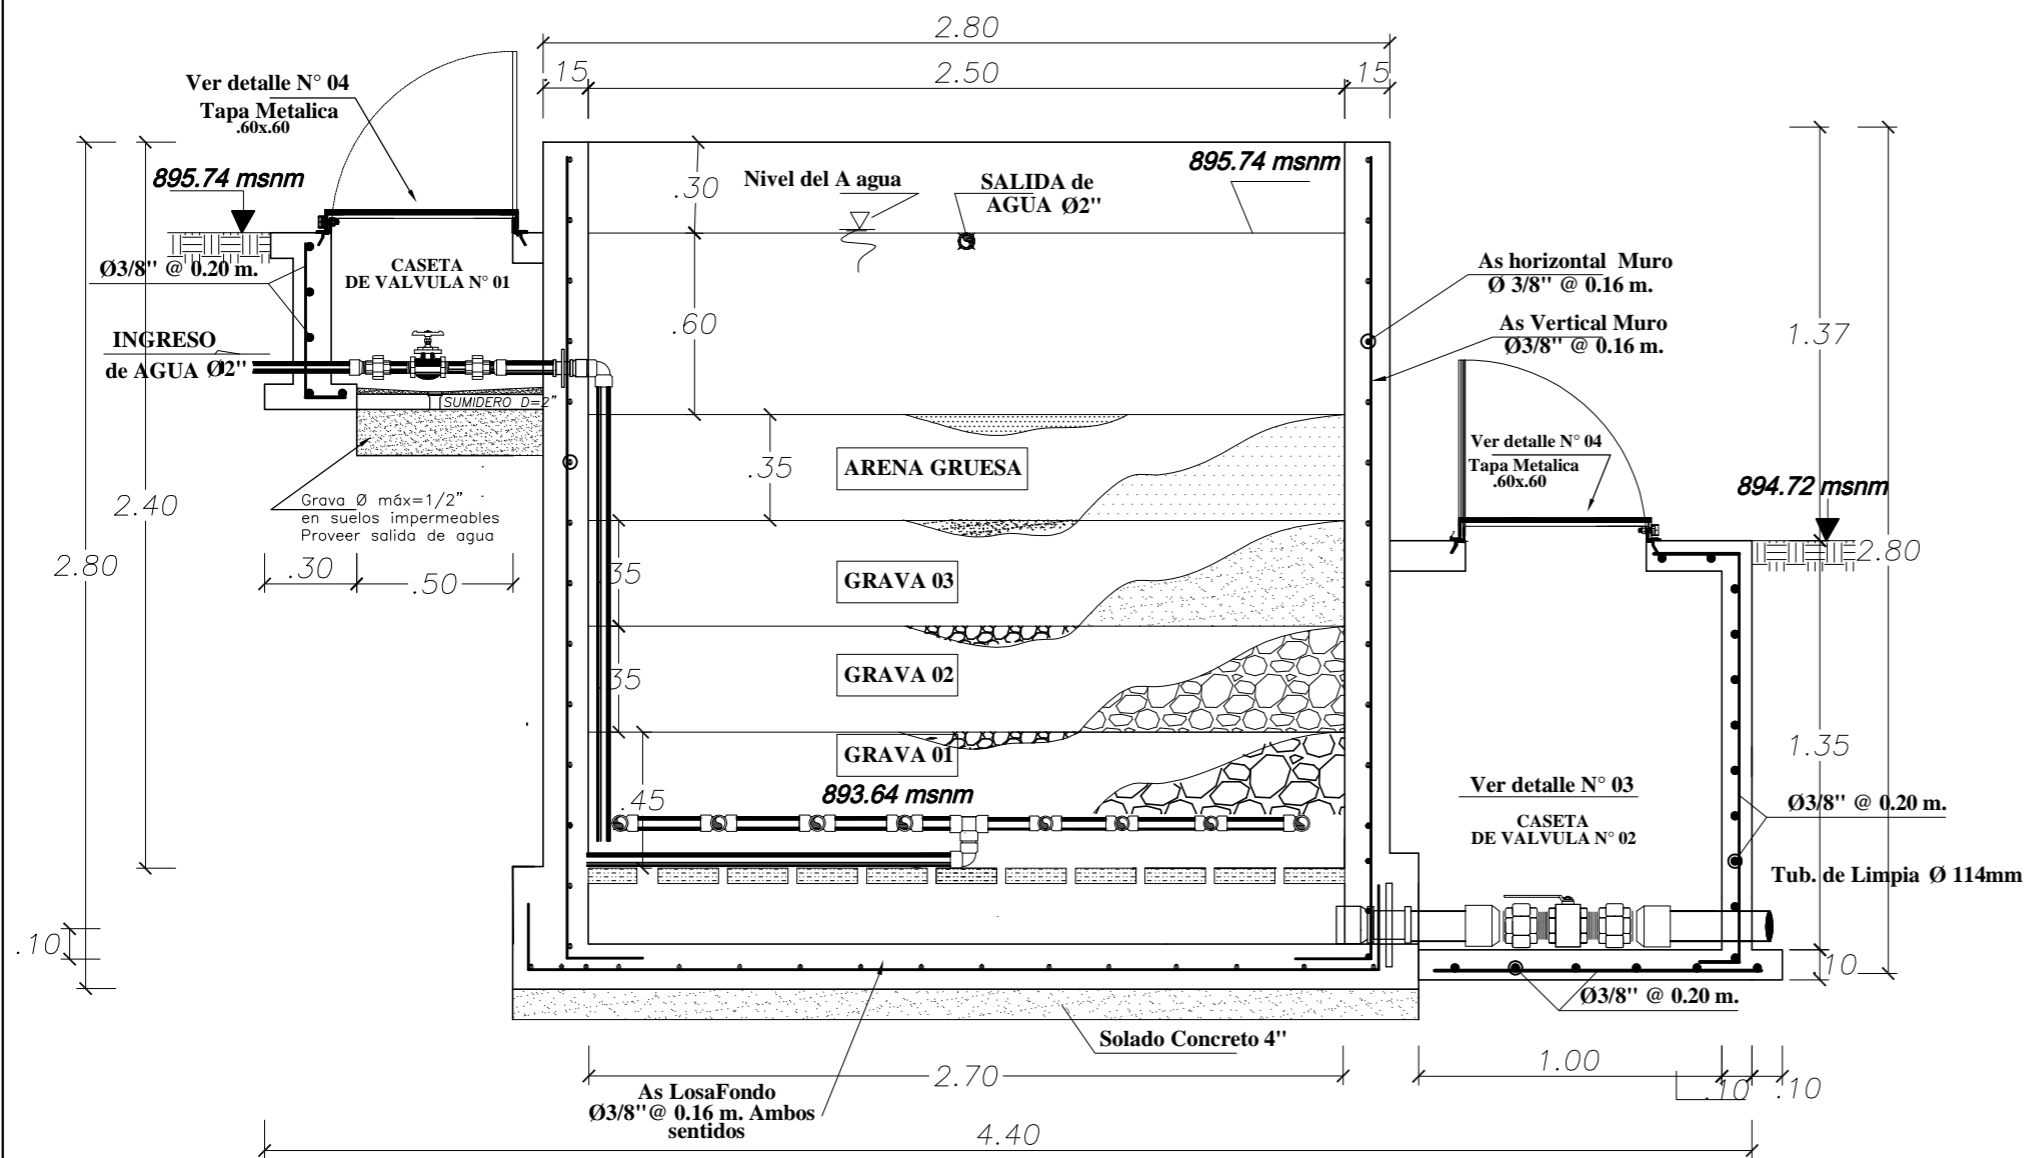 2.80
.15
2.50
.15
Ver detalle N° 04
Tapa Metalica
.60x.60
895.74 msnm
.30
Nivel del A agua
SALIDA de
AGUA Ø2"
895.74 msnm
Ø3/8" @ 0.20 m.
CASETA
DE VALVULA N° 01
As horizontal Muro
Ø 3/8" @ 0.16 m.
As Vertical Muro
Ø3/8" @ 0.16 m.
.60
1.37
INGRESO
de AGUA Ø2"
SUMIDERO D=2"
.35
ARENA GRUESA
Ver detalle N° 04
Tapa Metalica
.60x.60
894.72 msnm
2.40
Grava Ø máx=1/2"
en suelos impermeables
Proveer salida de agua
2.80
.30
.50
2.80
.35
GRAVA 03
.35
GRAVA 02
1.35
GRAVA 01
.45
893.64 msnm
Ver detalle N° 03
CASETA
DE VALVULA N° 02
Ø3/8" @ 0.20 m.
Tub. de Limpia Ø 114mm
.10
.10
Ø3/8" @ 0.20 m.
Solado Concreto 4"
2.70
1.00
.10
.10
As LosaFondo
Ø3/8"@ 0.16 m. Ambos
sentidos
4.40